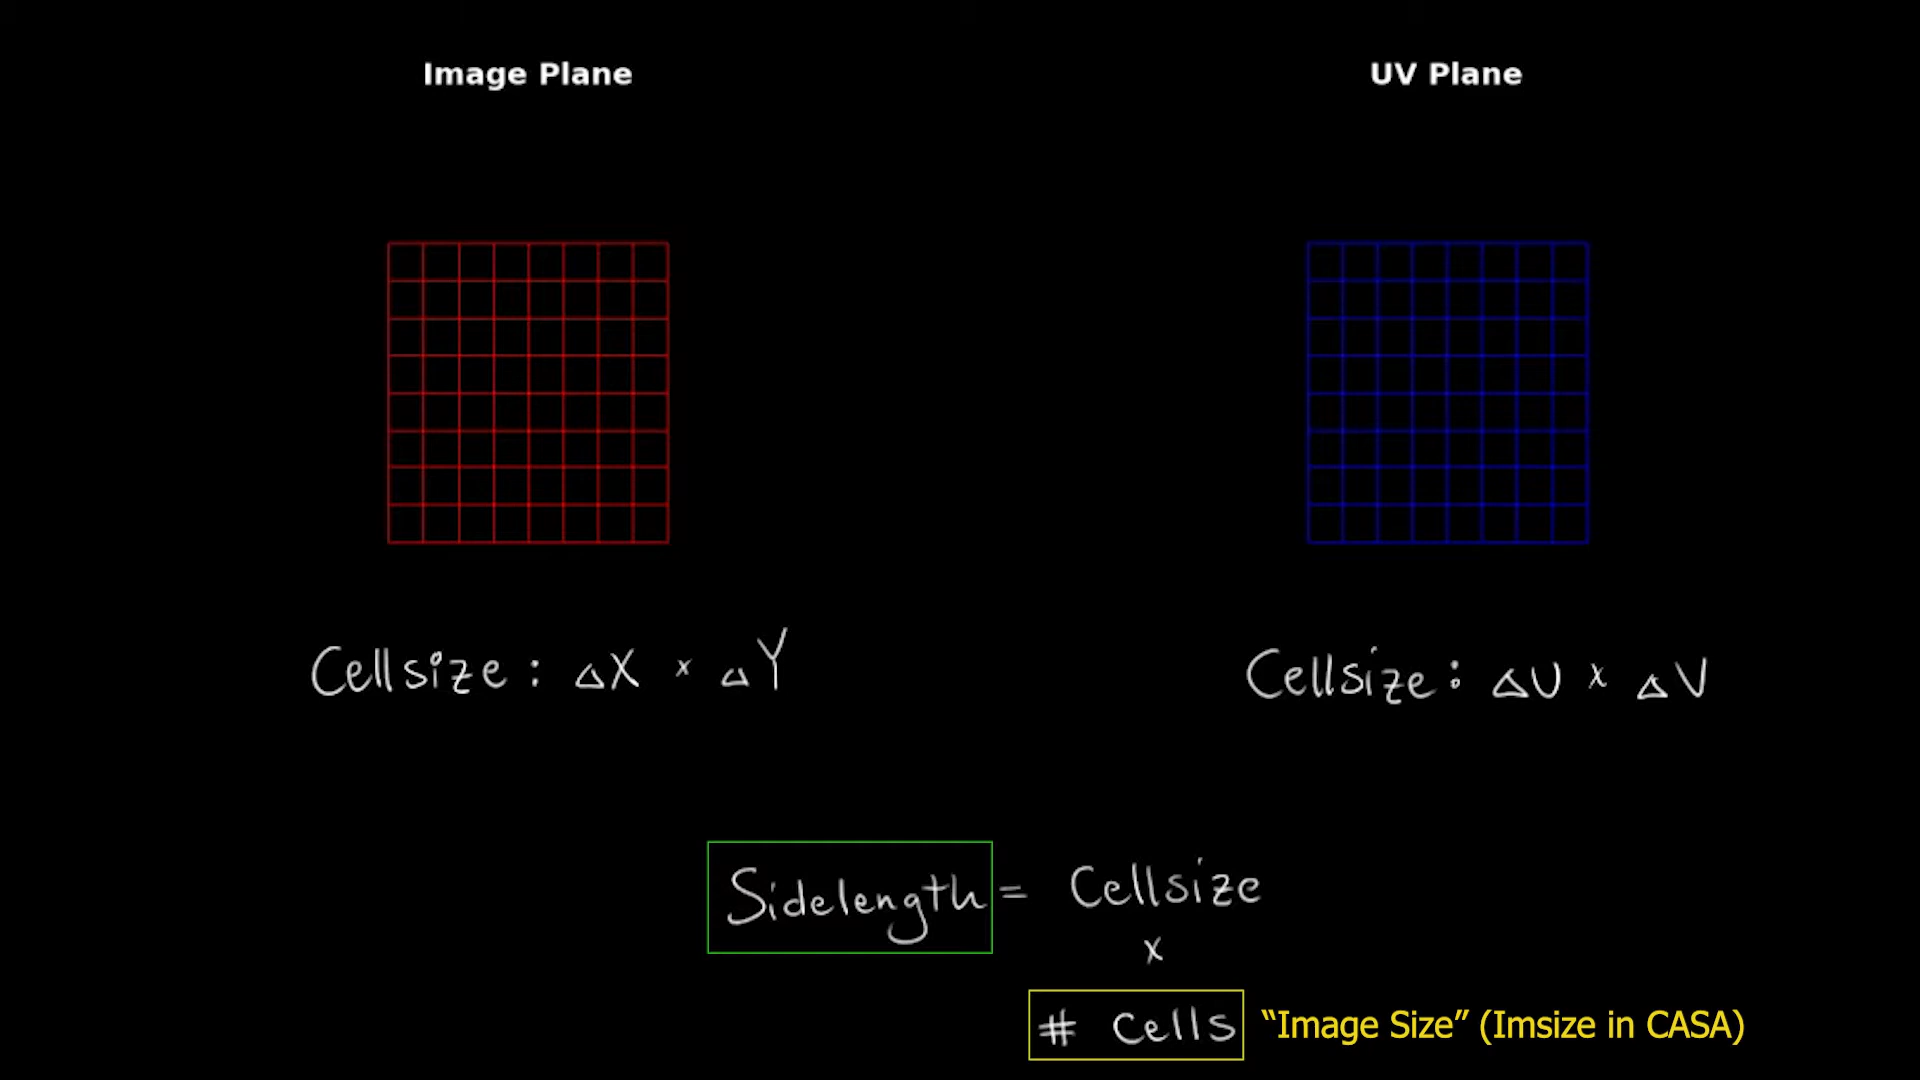 Image Plane
UV Plane
Cellsize: ΔX x ΔY
Cellsize: ΔU x ΔV
Sidelength = Cellsize
x
# Cells “Image Size” (Imsize in CASA)